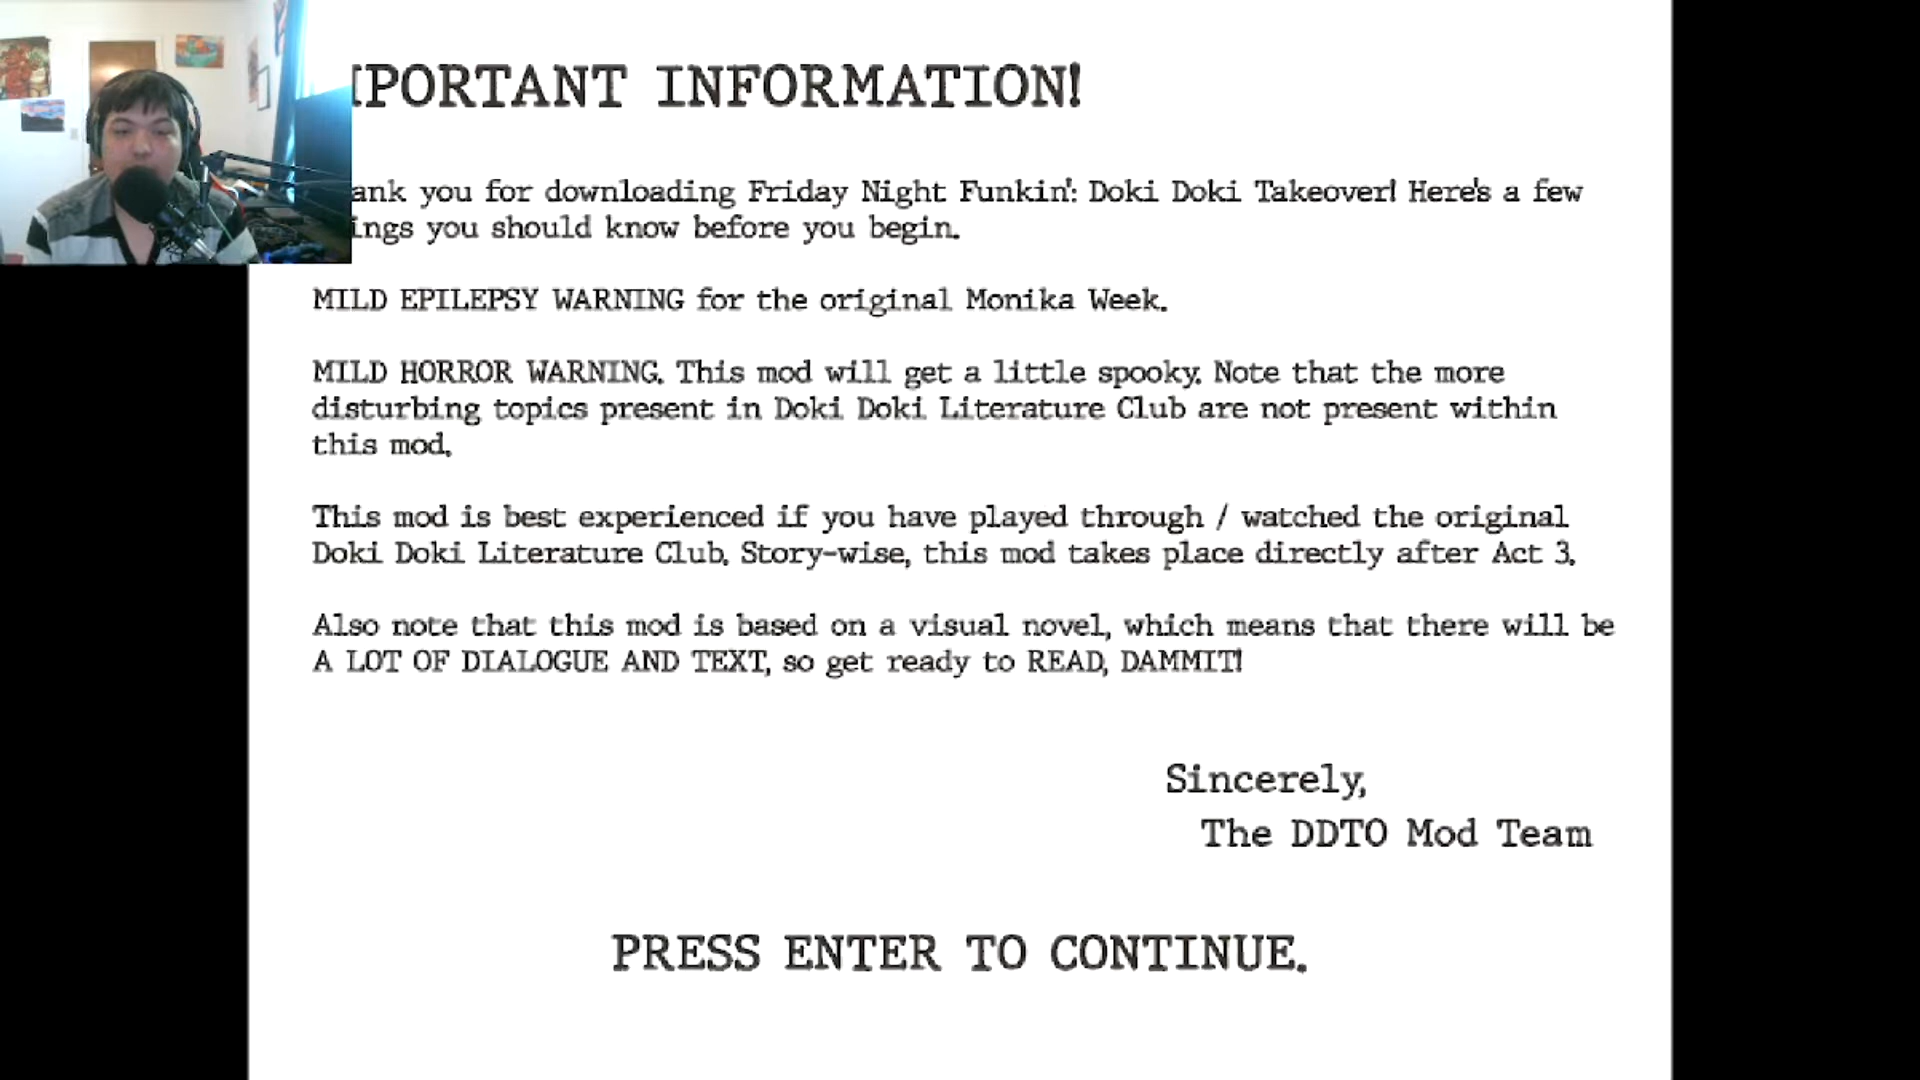 PORTANT INFORMATION!
ank you for downloading Friday Night Funkin': Doki Doki Takeover! Here's a few
ings you should know before you begin.
MILD EPILEPSY WARNING for the original Monika Week.
MILD HORROR WARNING. This mod will get a little spooky. Note that the more
disturbing topics present in Doki Doki Literature Club are not present within
this mod.
This mod is best experienced if you have played through / watched the original
Doki Doki Literature Club. Story-wise, this mod takes place directly after Act 3.
Also note that this mod is based on a visual novel, which means that there will be
A LOT OF DIALOGUE AND TEXT, so get ready to READ, DAMMIT!
Sincerely,
The DDTO Mod Team
PRESS ENTER TO CONTINUE.